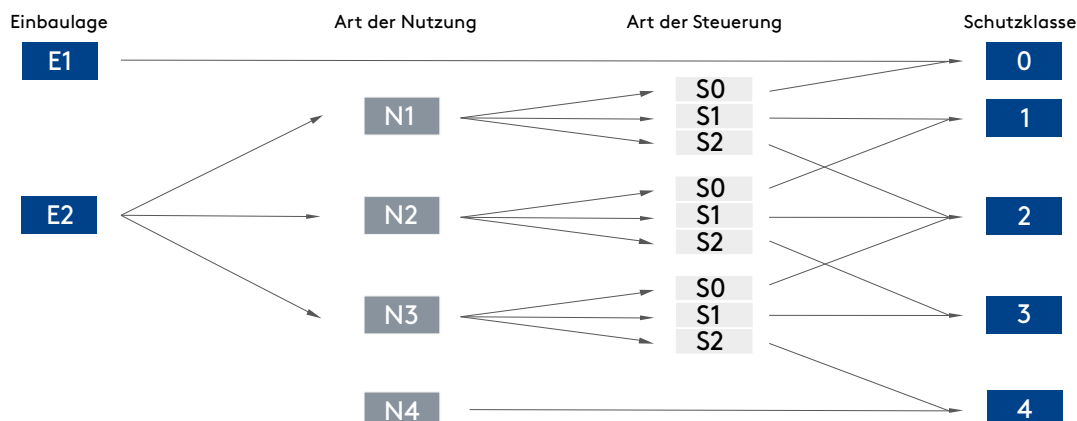 Einbaulage Art der Nutzung Art der Steuerung Schutzklasse
E1 0
S0
N1 S1 1
S2
S0
E2 N2 S1 2
S2
S0
N3 S1 3
S2
N4 4